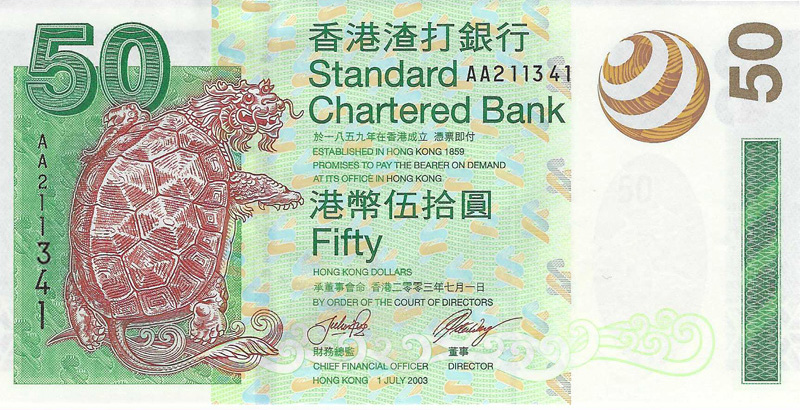 50
AA211341
香港渣打銀行
Standard
Chartered Bank
AA211341
於一八五九年在香港成立 憑票即付
ESTABLISHED IN HONG KONG 1859
PROMISES TO PAY THE BEARER ON DEMAND
AT ITS OFFICE IN HONG KONG
港幣伍拾圓
Fifty
HONG KONG DOLLARS
承董事會命 香港二零零三年七月一日
BY ORDER OF THE COURT OF DIRECTORS
財務總監 董事
CHIEF FINANCIAL OFFICER DIRECTOR
HONG KONG 1 JULY 2003
50
50